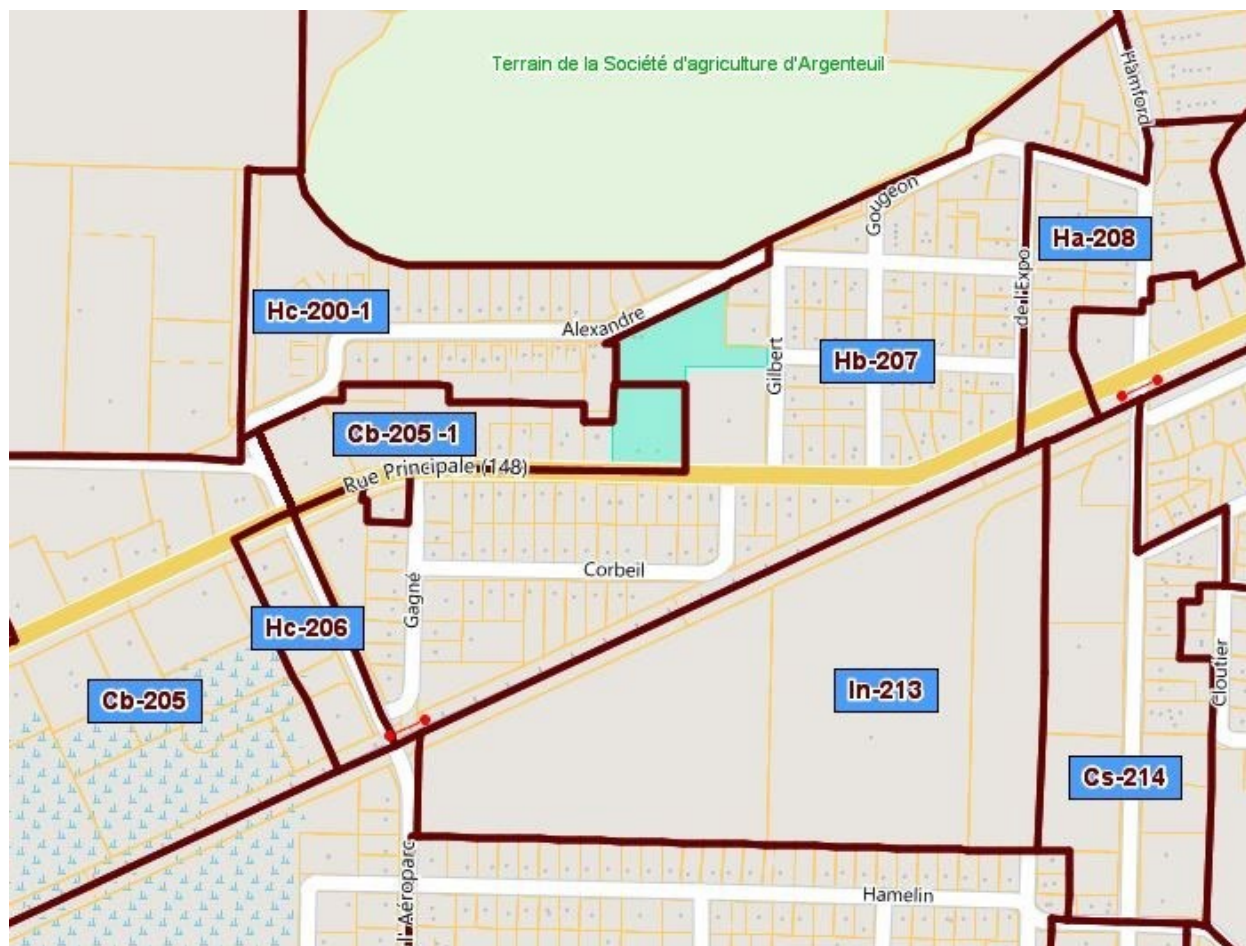 Terrain de la Société d'agriculture d'Argenteuil
Hamford
Gougeon
Ha-208
de l'Expo
Hc-200-1
Alexandre
Gilbert
Hb-207
Cb-205 -1
Rue Principale (148)
Corbeil
Gagné
Hc-206
Cloutier
In-213
Cb-205
Cs-214
Hamelin
l'Aéroparc